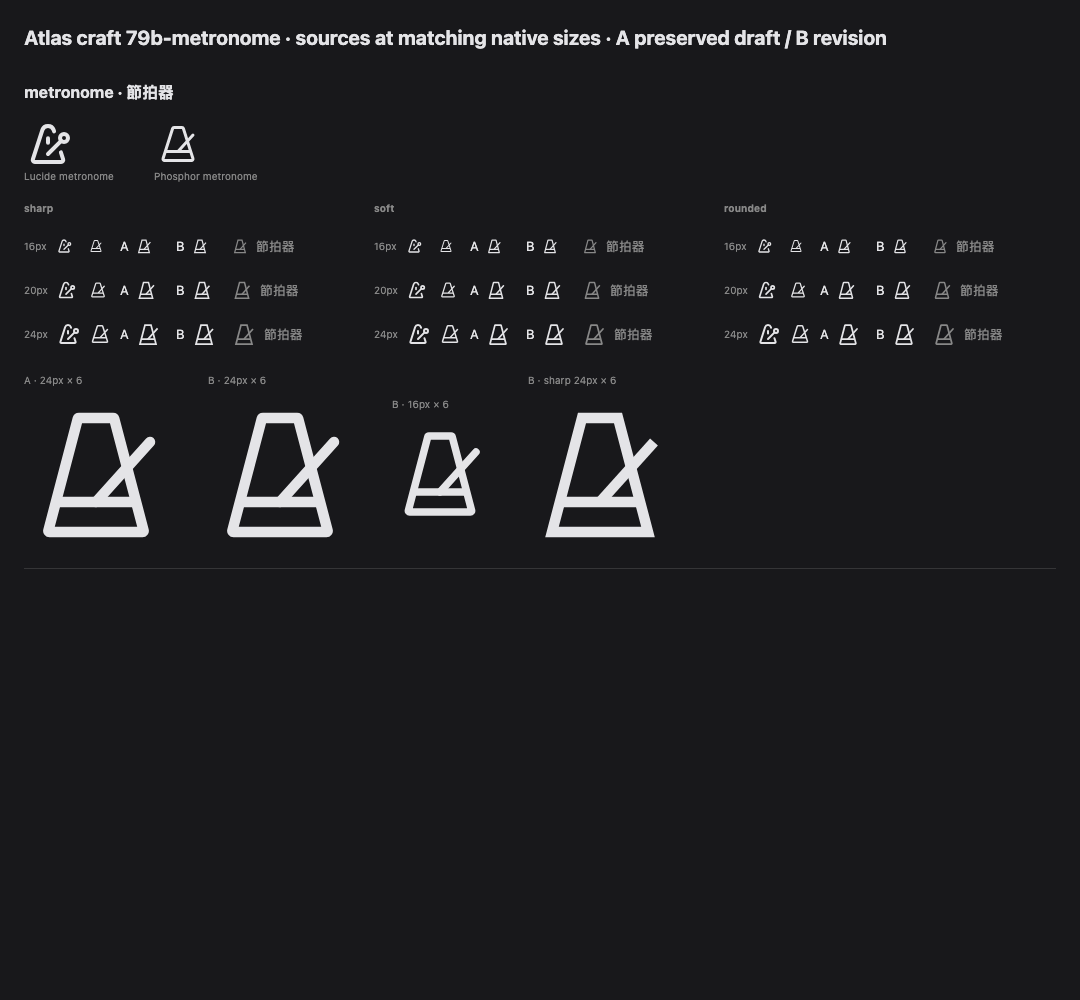 Atlas craft 79b-metronome · sources at matching native sizes · A preserved draft / B revision
metronome · 節拍器
Lucide metronome
Phosphor metronome
sharp
soft
rounded
16px A B 節拍器
16px A B 節拍器
16px A B 節拍器
20px A B 節拍器
20px A B 節拍器
20px A B 節拍器
24px A B 節拍器
24px A B 節拍器
24px A B 節拍器
A · 24px × 6
B · 24px × 6
B · 16px × 6
B · sharp 24px × 6